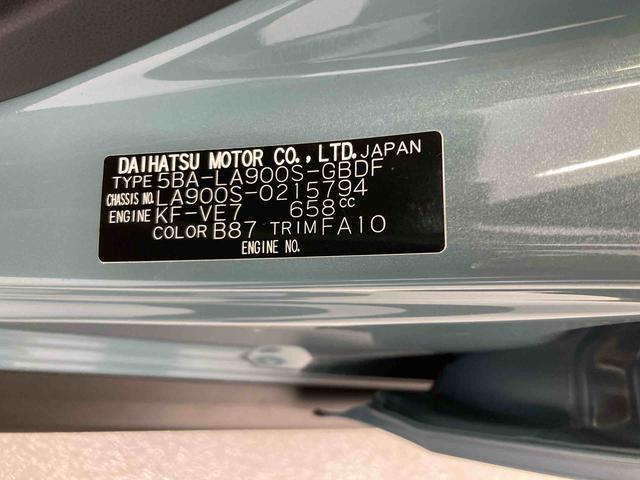 DAIHATSU MOTOR CO., LTD. JAPAN
TYPE 5BA-LA900S-GBDF
CHASSIS NO. LA900S-0215794
ENGINE KF-VE7 658cc
COLOR B87 TRIM FA10
ENGINE NO.